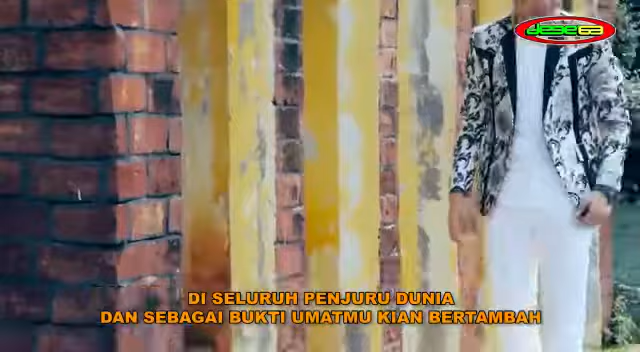 DI SELURUH PENJURU DUNIA
DAN SEBAGAI BUKTI UMATMU KIAN BERTAMBAH